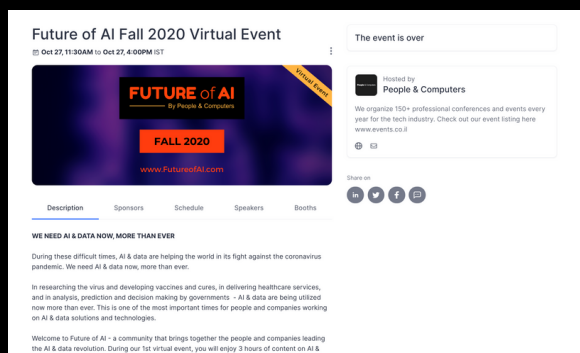 Future of AI Fall 2020 Virtual Event
Oct 27, 11:30AM to Oct 27, 4:00PM IST
Virtual Event
FUTURE of AI
By People & Computers
FALL 2020
www.FutureofAI.com
Description Sponsors Schedule Speakers Booths
WE NEED AI & DATA NOW, MORE THAN EVER
During these difficult times, AI & data are helping the world in its fight against the coronavirus
pandemic. We need AI & data now, more than ever.
In researching the virus and developing vaccines and cures, in delivering healthcare services,
and in analysis, prediction and decision making by governments - AI & data are being utilized
now more than ever. This is one of the most important times for people and companies working
on AI & data solutions and technologies.
Welcome to Future of AI - a community that brings together the people and companies leading
the AI & data revolution. During our 1st virtual event, you will enjoy 3 hours of content on AI &
The event is over
Hosted by
People & Computers
We organize 150+ professional conferences and events every
year for the tech industry. Check out our event listing here
www.events.co.il
Share on